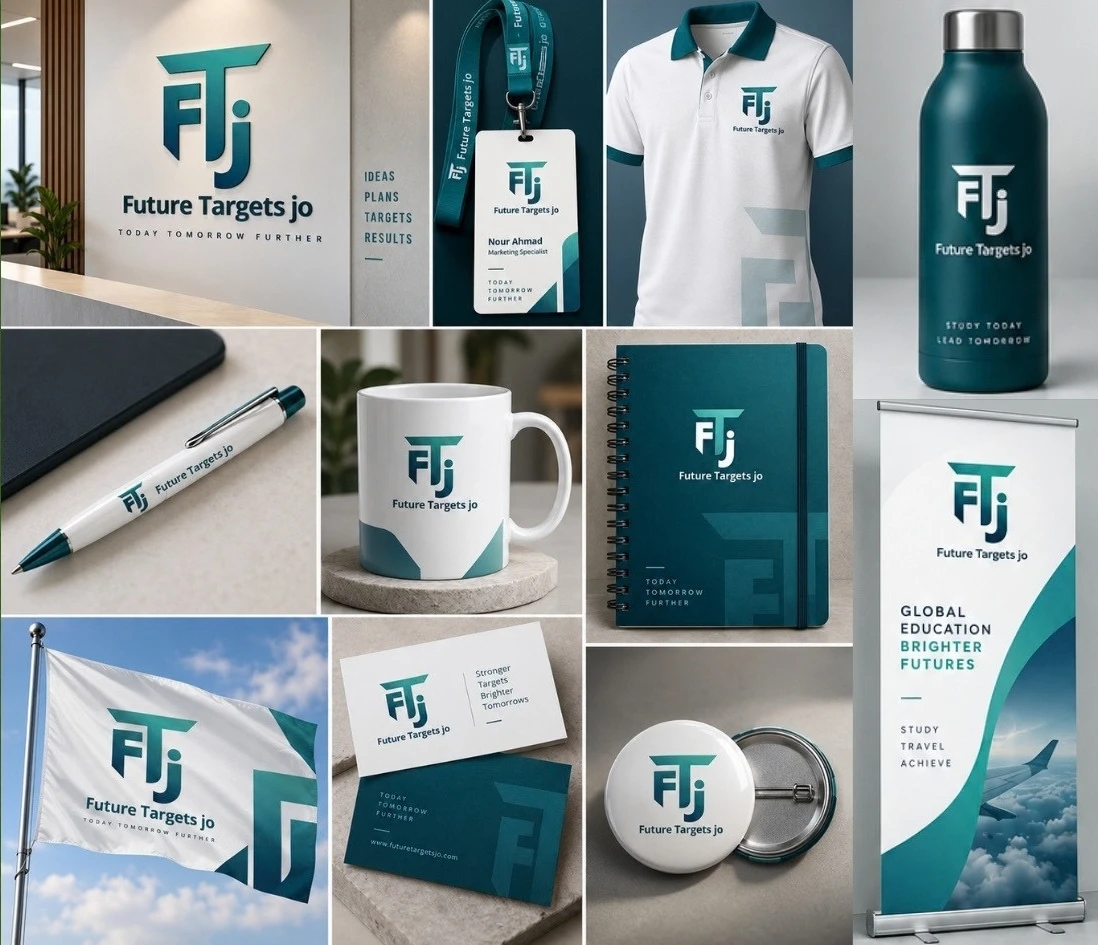 FTj
Future Targets jo
TODAY TOMORROW FURTHER
IDEAS
PLANS
TARGETS
RESULTS
FTj Future Targets jo
Future
FTj
FTj
Future Targets jo
Nour Ahmad
Marketing Specialist
TODAY
TOMORROW
FURTHER
FTj
Future Targets jo
FTj
Future Targets jo
STUDY TODAY
LEAD TOMORROW
FTj Future Targets jo
FTj
Future Targets jo
FTj
Future Targets jo
TODAY
TOMORROW
FURTHER
FTj
Future Targets jo
GLOBAL
EDUCATION
BRIGHTER
FUTURES
STUDY
TRAVEL
ACHIEVE
FTj
Future Targets jo
TODAY TOMORROW FURTHER
FTj
Future Targets jo
Stronger
Targets
Brighter
Tomorrows
TODAY
TOMORROW
FURTHER
www.futuretargetsjo.com
FTj
Future Targets jo